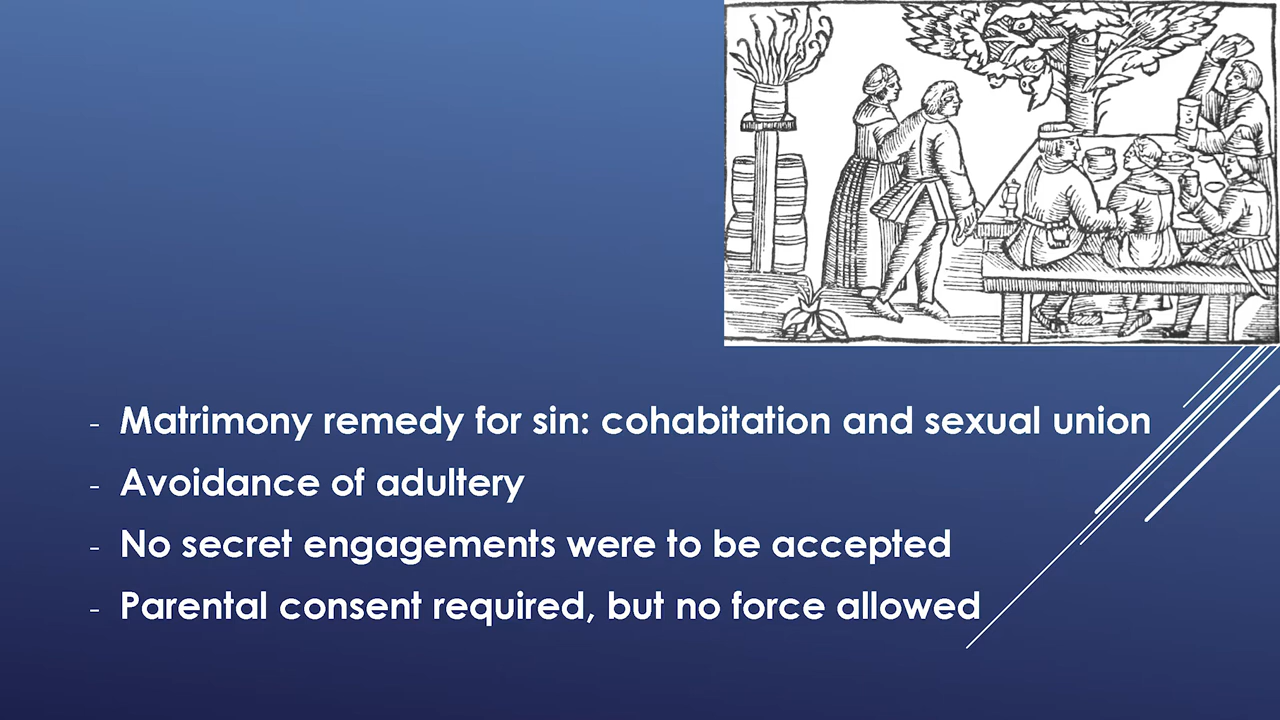 - Matrimony remedy for sin: cohabitation and sexual union
- Avoidance of adultery
- No secret engagements were to be accepted
- Parental consent required, but no force allowed